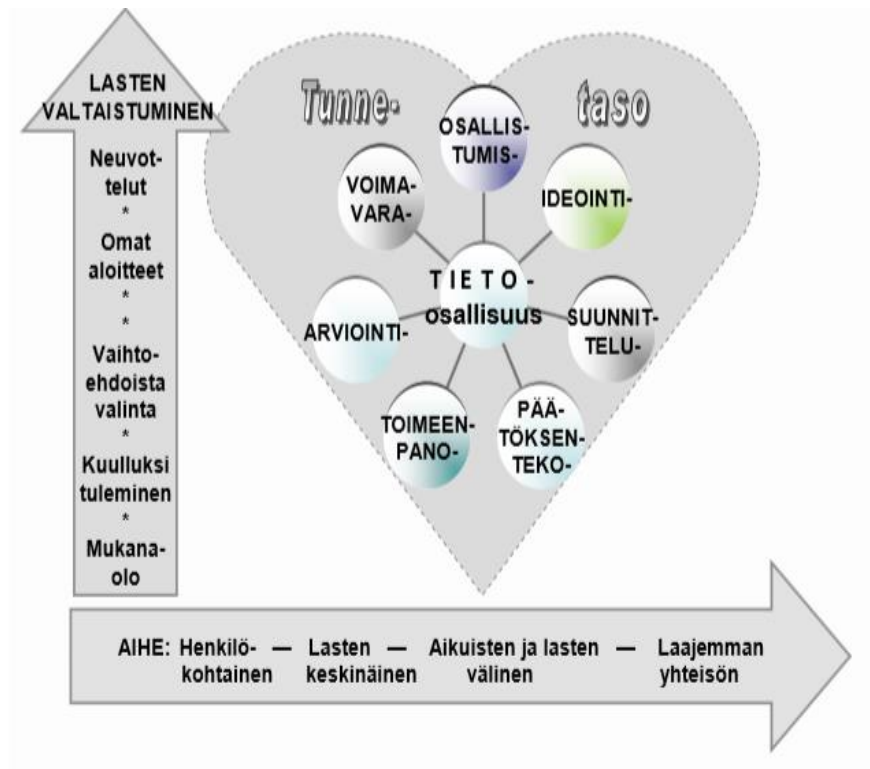 LASTEN
VALTAISTUMINEN
Neuvot-
telut
*
Omat
aloitteet
*
*
Vaihto-
ehdoista
valinta
*
Kuulluksi
tuleminen
*
Mukana-
olo
Tunne- taso
OSALLIS-
TUMIS-
VOIMA-
VARA-
IDEOINTI-
TIETO-
osallisuus
ARVIOINTI-
SUUNNIT-
TELU-
TOIMEEN-
PANO-
PÄÄ-
TÖKSEN-
TEKO-
AIHE: Henkilö- — Lasten — Aikuisten ja lasten — Laajemman
kohtainen keskinäinen välinen yhteisön